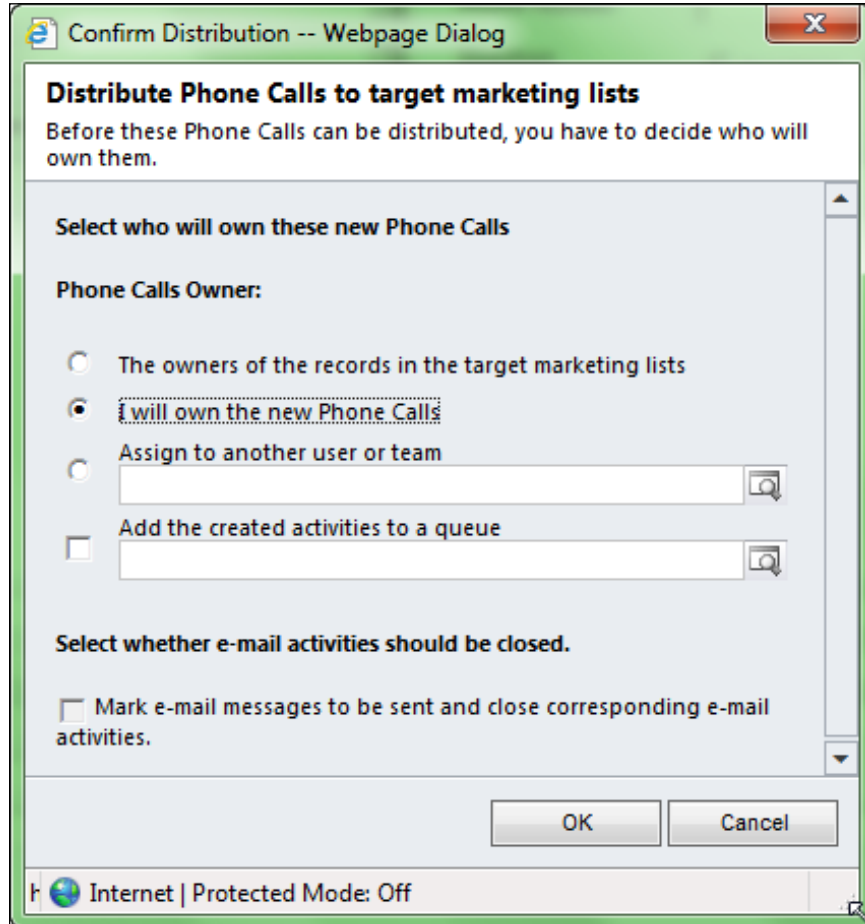 Confirm Distribution -- Webpage Dialog
Distribute Phone Calls to target marketing lists
Before these Phone Calls can be distributed, you have to decide who will
own them.
Select who will own these new Phone Calls
Phone Calls Owner:
The owners of the records in the target marketing lists
I will own the new Phone Calls
Assign to another user or team
Add the created activities to a queue
Select whether e-mail activities should be closed.
Mark e-mail messages to be sent and close corresponding e-mail
activities.
OK Cancel
Internet | Protected Mode: Off